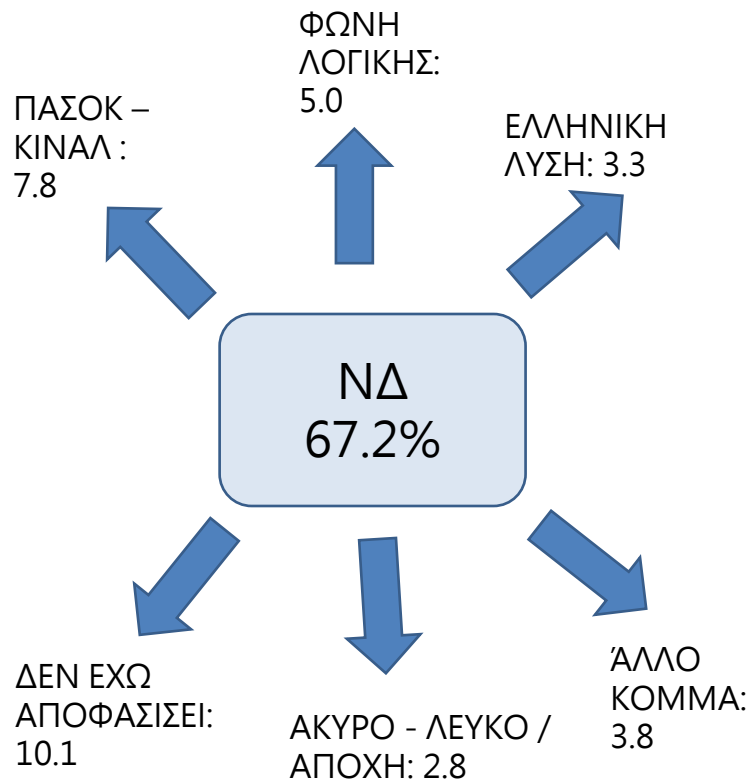 ΦΩΝΗ
ΛΟΓΙΚΗΣ:
5.0
ΠΑΣΟΚ –
ΚΙΝΑΛ :
7.8
ΕΛΛΗΝΙΚΗ
ΛΥΣΗ: 3.3
ΝΔ
67.2%
ΔΕΝ ΕΧΩ
ΑΠΟΦΑΣΙΣΕΙ:
10.1
ΑΚΥΡΟ - ΛΕΥΚΟ /
ΑΠΟΧΗ: 2.8
ΆΛΛΟ
ΚΟΜΜΑ:
3.8